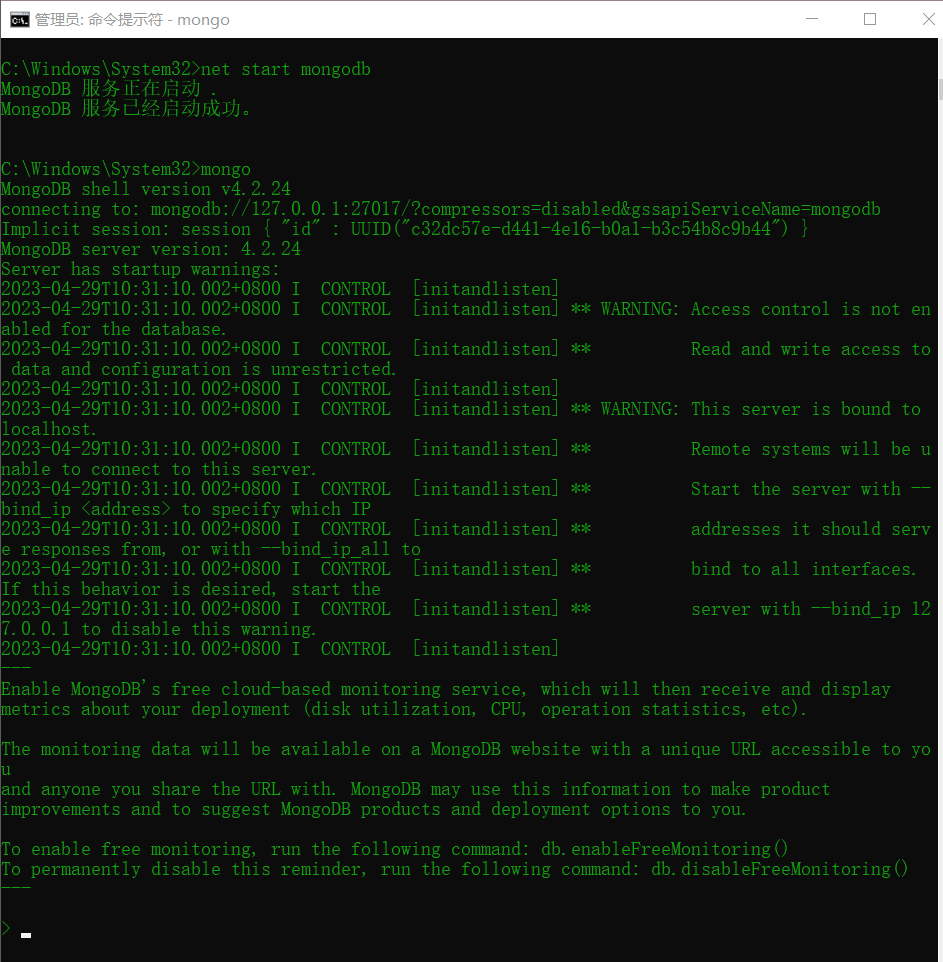 管理员: 命令提示符 - mongo
C:\Windows\System32>net start mongodb
MongoDB 服务正在启动 .
MongoDB 服务已经启动成功。
C:\Windows\System32>mongo
MongoDB shell version v4.2.24
connecting to: mongodb://127.0.0.1:27017/?compressors=disabled&gssapiServiceName=mongodb
Implicit session: session { "id" : UUID("c32dc57e-d441-4e16-b0a1-b3c54b8c9b44") }
MongoDB server version: 4.2.24
Server has startup warnings:
2023-04-29T10:31:10.002+0800 I  CONTROL  [initandlisten]
2023-04-29T10:31:10.002+0800 I  CONTROL  [initandlisten] ** WARNING: Access control is not en
abled for the database.
2023-04-29T10:31:10.002+0800 I  CONTROL  [initandlisten] **          Read and write access to
 data and configuration is unrestricted.
2023-04-29T10:31:10.002+0800 I  CONTROL  [initandlisten]
2023-04-29T10:31:10.002+0800 I  CONTROL  [initandlisten] ** WARNING: This server is bound to
localhost.
2023-04-29T10:31:10.002+0800 I  CONTROL  [initandlisten] **          Remote systems will be u
nable to connect to this server.
2023-04-29T10:31:10.002+0800 I  CONTROL  [initandlisten] **          Start the server with --
bind_ip <address> to specify which IP
2023-04-29T10:31:10.002+0800 I  CONTROL  [initandlisten] **          addresses it should serv
e responses from, or with --bind_ip_all to
2023-04-29T10:31:10.002+0800 I  CONTROL  [initandlisten] **          bind to all interfaces.
If this behavior is desired, start the
2023-04-29T10:31:10.002+0800 I  CONTROL  [initandlisten] **          server with --bind_ip 12
7.0.0.1 to disable this warning.
2023-04-29T10:31:10.002+0800 I  CONTROL  [initandlisten]
---
Enable MongoDB's free cloud-based monitoring service, which will then receive and display
metrics about your deployment (disk utilization, CPU, operation statistics, etc).
The monitoring data will be available on a MongoDB website with a unique URL accessible to yo
u
and anyone you share the URL with. MongoDB may use this information to make product
improvements and to suggest MongoDB products and deployment options to you.
To enable free monitoring, run the following command: db.enableFreeMonitoring()
To permanently disable this reminder, run the following command: db.disableFreeMonitoring()
---
>